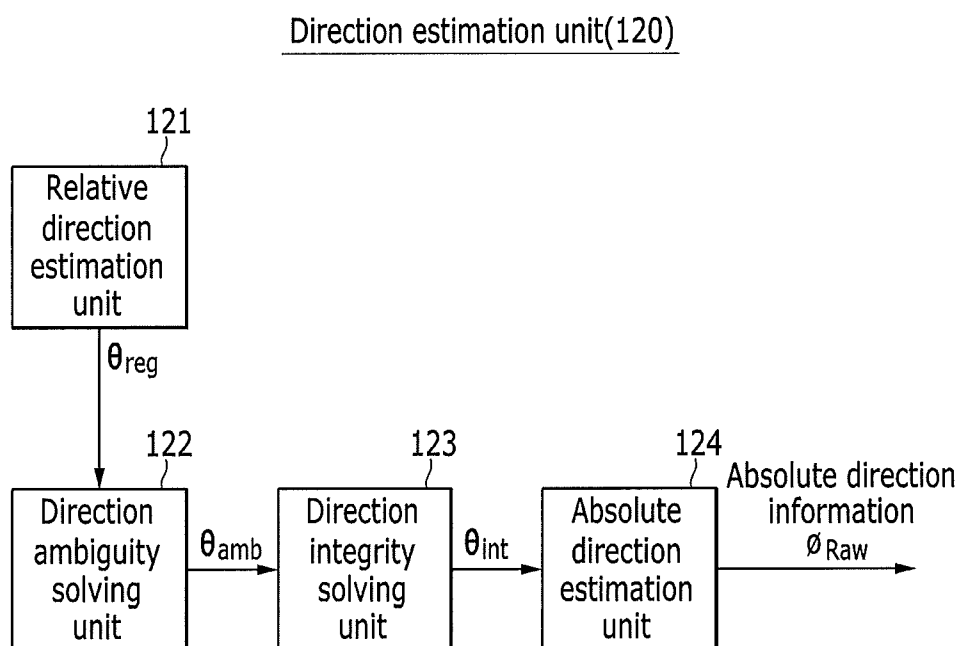 Direction estimation unit(120)
121
Relative
direction
estimation
unit
θreg
122
Direction
ambiguity
solving
unit
θamb
123
Direction
integrity
solving
unit
θint
124
Absolute
direction
estimation
unit
Absolute direction
information
ØRaw